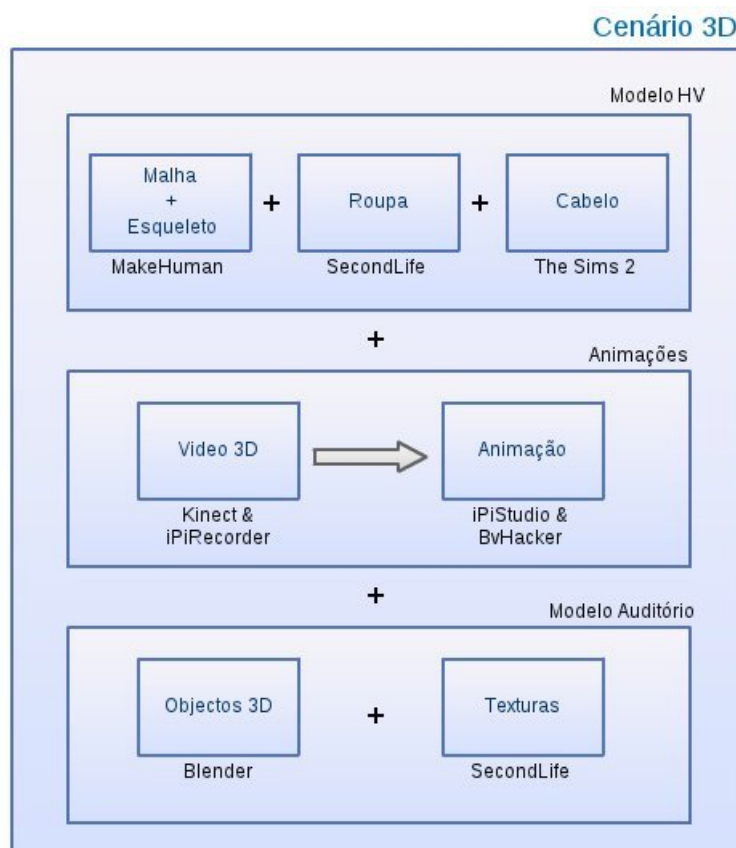 Cenário 3D
Modelo HV
Malha
+
Esqueleto
+
Roupa
+
Cabelo
MakeHuman
SecondLife
The Sims 2
+
Animações
Video 3D
Animação
Kinect &
iPiRecorder
iPiStudio &
BvHacker
+
Modelo Auditório
Objectos 3D
+
Texturas
Blender
SecondLife